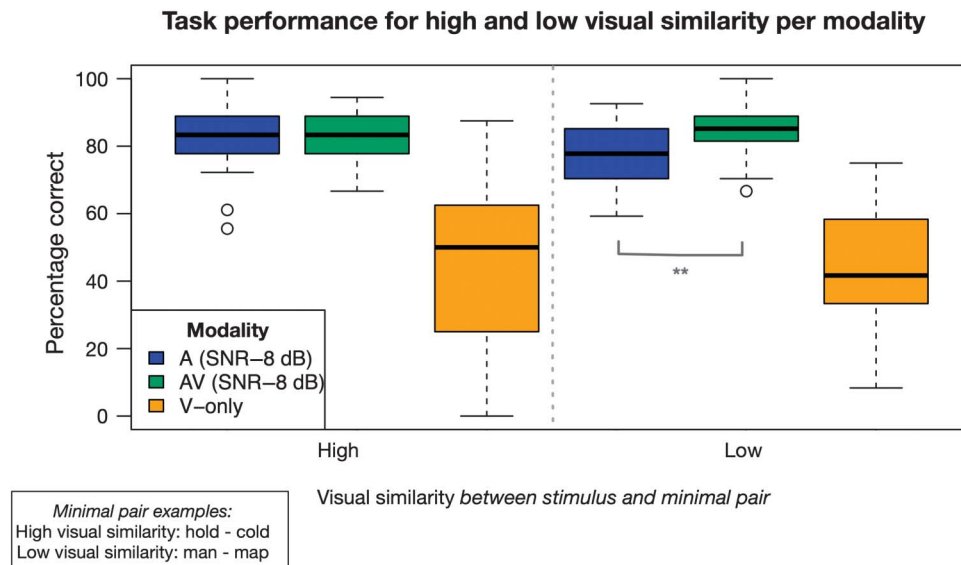 Task performance for high and low visual similarity per modality
Percentage correct
100
80
60
40
20
0
**
Modality
A (SNR−8 dB)
AV (SNR−8 dB)
V−only
High
Low
Visual similarity between stimulus and minimal pair
Minimal pair examples:
High visual similarity: hold - cold
Low visual similarity: man - map